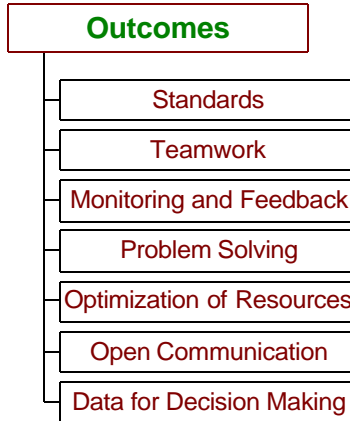 Outcomes
Standards
Teamwork
Monitoring and Feedback
Problem Solving
Optimization of Resources
Open Communication
Data for Decision Making